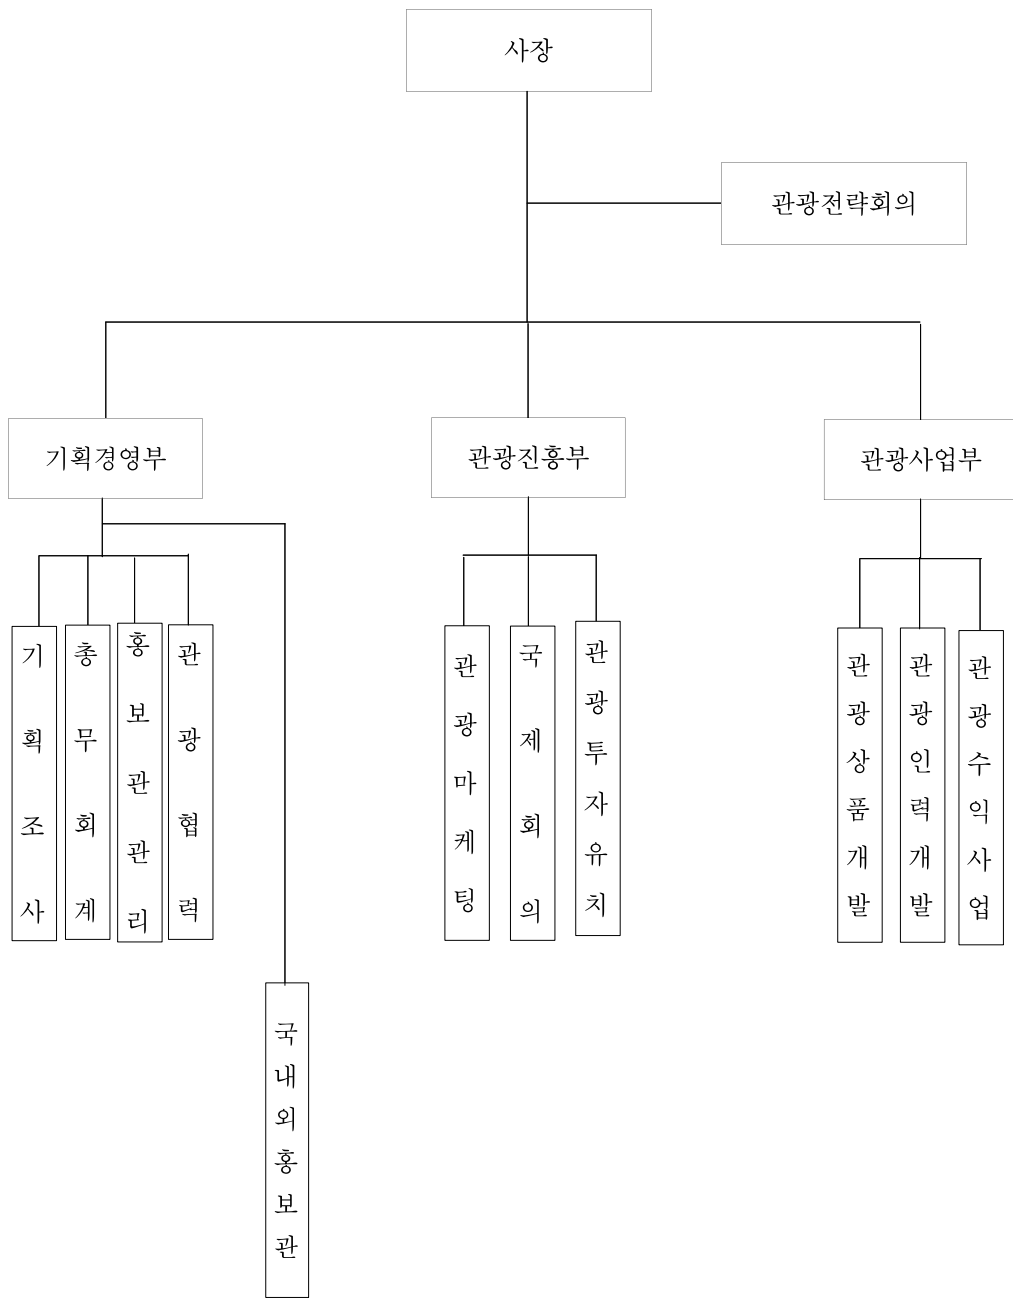 사장
관광전략회의
기획경영부
관광진흥부
관광사업부
기획조사
총무회계
홍보관관리
관광협력
관광마케팅
국제회의
관광투자유치
관광상품개발
관광인력개발
관광수익사업
국내외홍보관